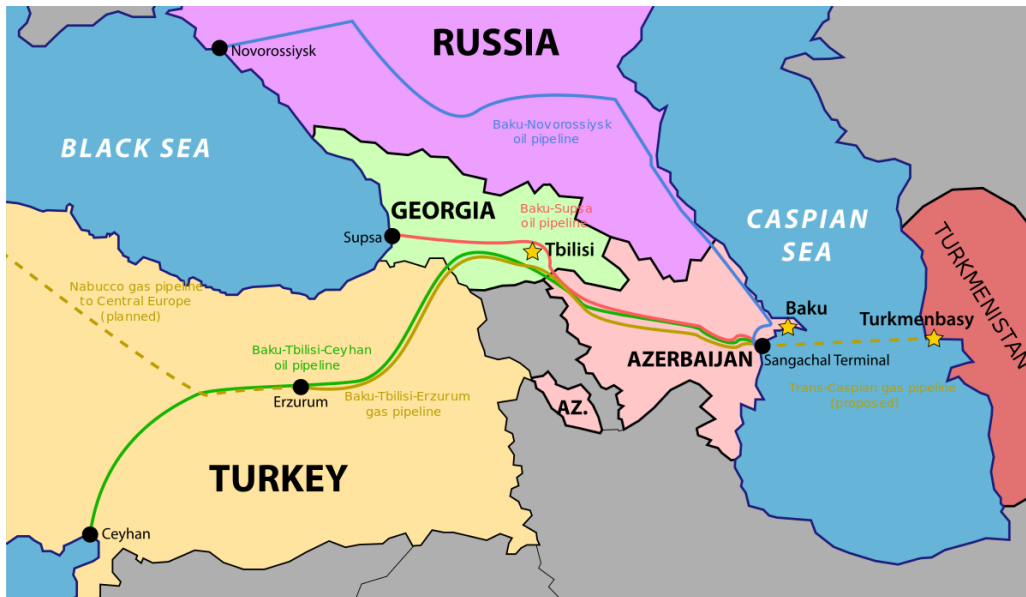 RUSSIA
Novorossiysk
Baku-Novorossiysk
oil pipeline
BLACK SEA
GEORGIA
Baku-Supsa
oil pipeline
Supsa
Tbilisi
CASPIAN
SEA
TURKMENISTAN
Nabucco gas pipeline
to Central Europe
(planned)
Baku
Turkmenbasy
Baku-Tbilisi-Ceyhan
oil pipeline
AZERBAIJAN
Sangachal Terminal
Erzurum
Baku-Tbilisi-Erzurum
gas pipeline
Trans-Caspian gas pipeline
(proposed)
AZ.
TURKEY
Ceyhan